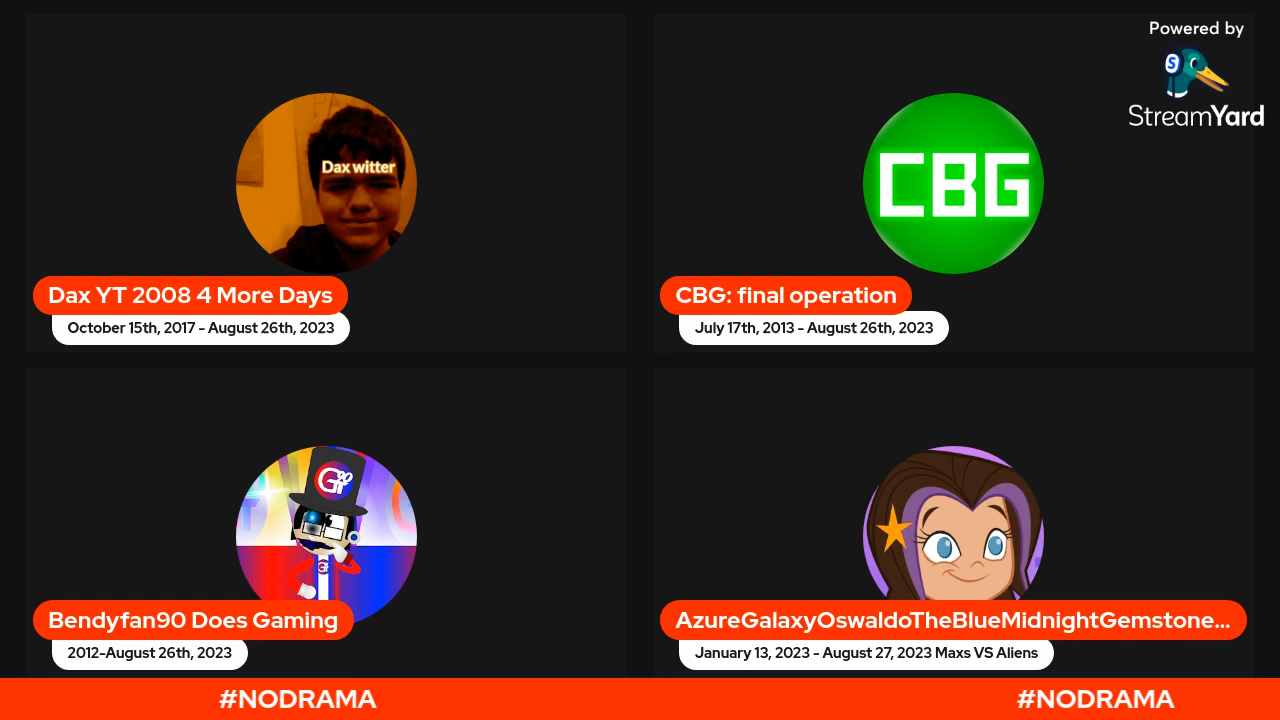 Powered by
S
StreamYard
Dax witter
CBG
Dax YT 2008 4 More Days
October 15th, 2017 - August 26th, 2023
CBG: final operation
July 17th, 2013 - August 26th, 2023
Bendyfan90 Does Gaming
2012-August 26th, 2023
AzureGalaxyOswaldoTheBlueMidnightGemstone...
January 13, 2023 - August 27, 2023 Maxs VS Aliens
#NODRAMA
#NODRAMA